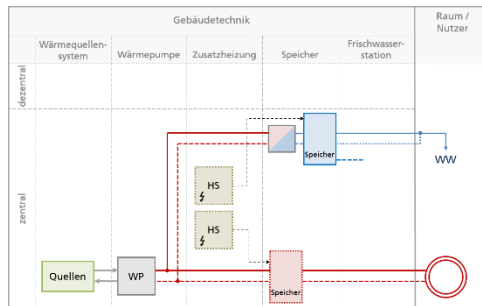 Gebäudetechnik
Raum /
Nutzer
Wärmequellen-
system
Wärmepumpe
Zusatzheizung
Speicher
Frischwasser-
station
dezentral
zentral
Speicher
WW
HS
HS
Quellen
WP
Speicher